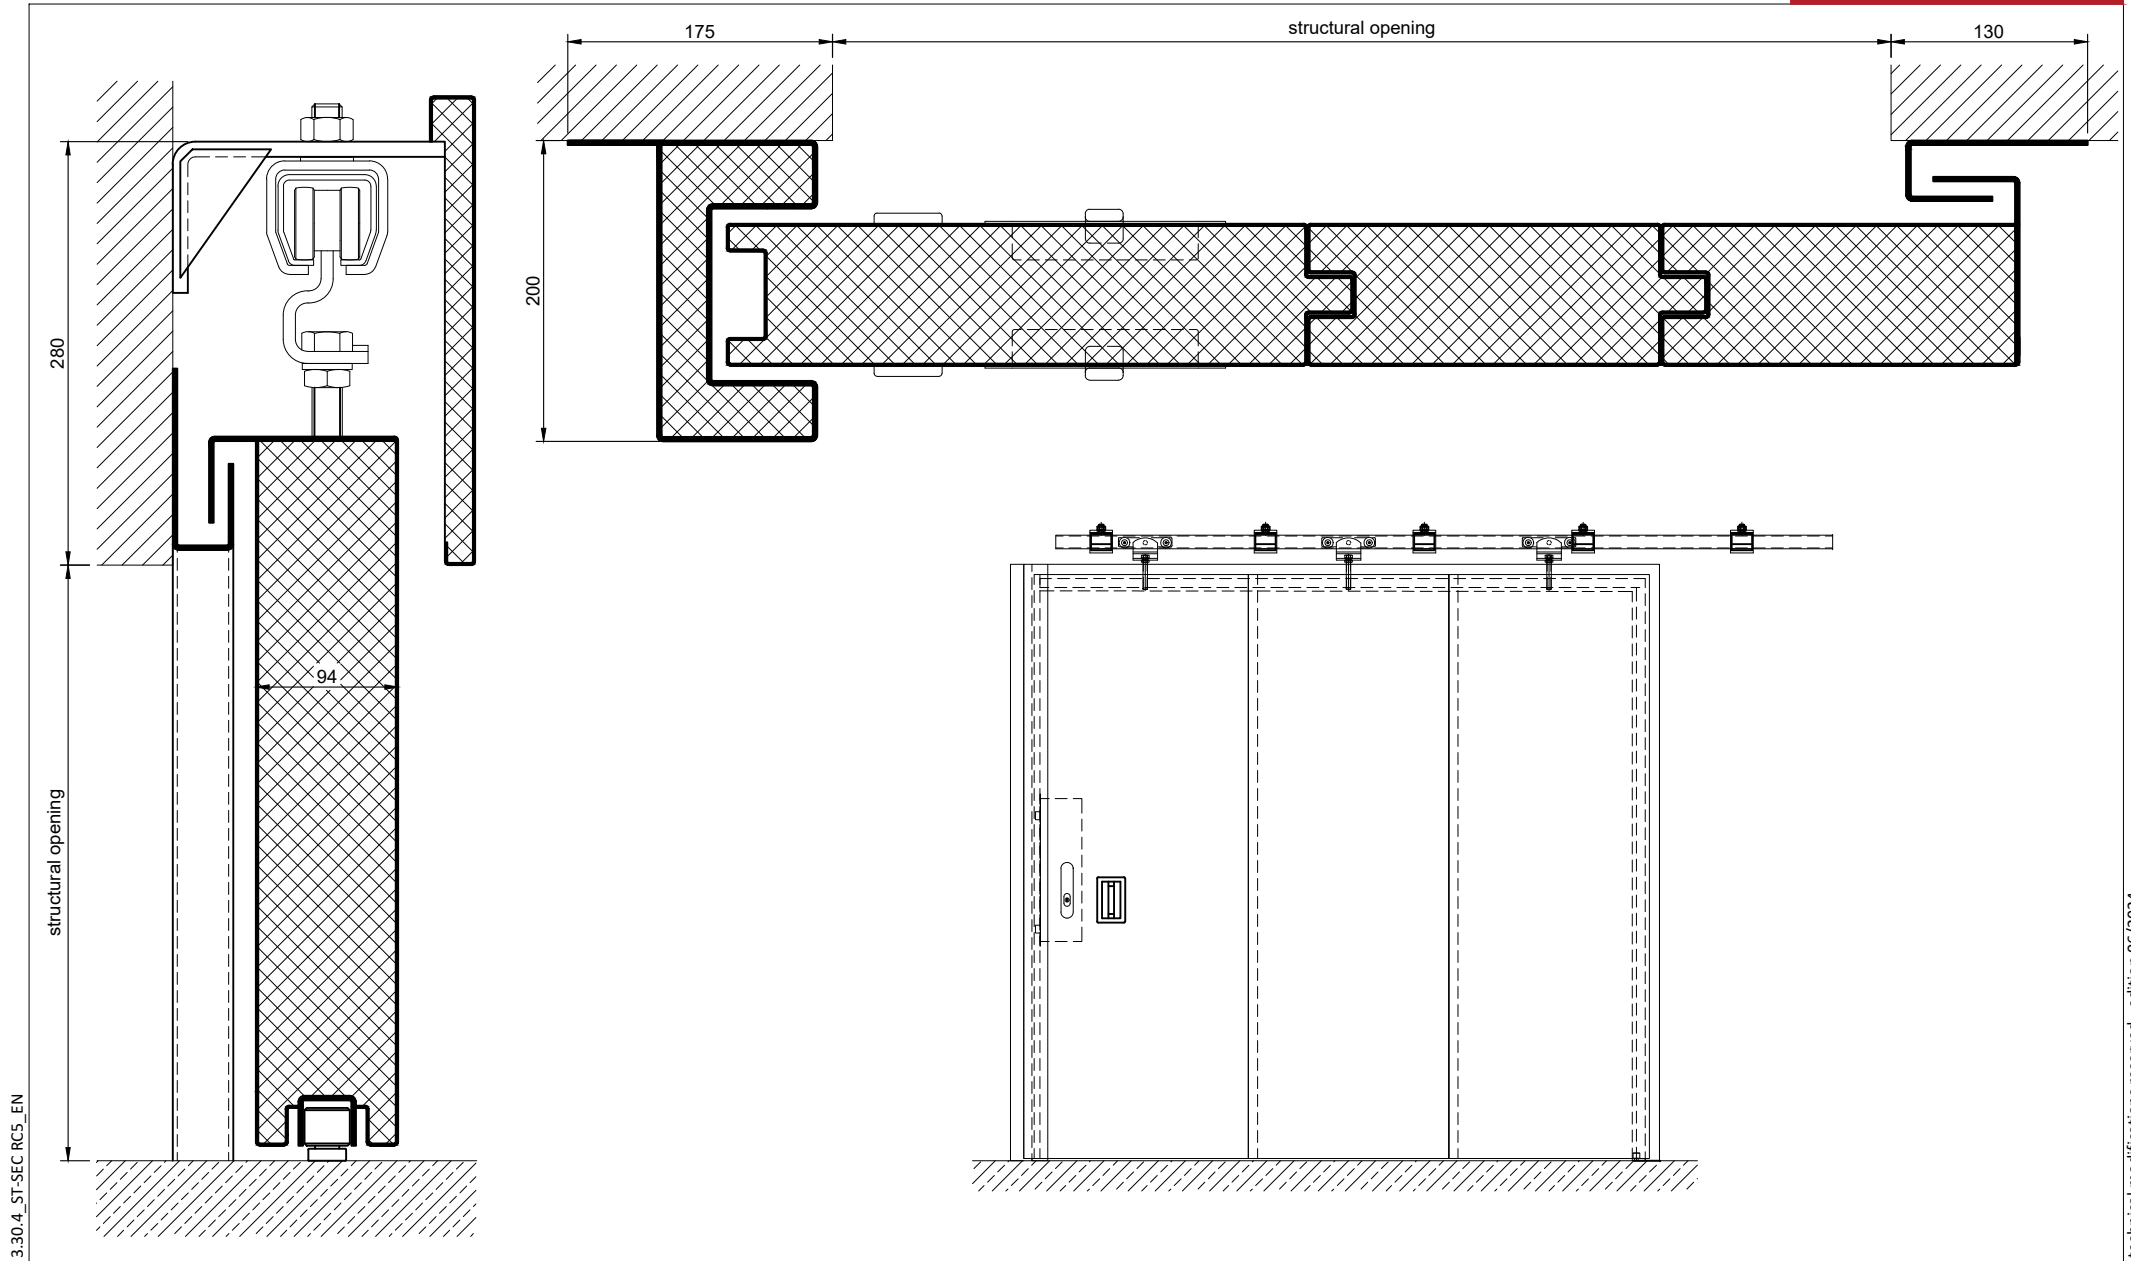 175
structural opening
130
280
200
94
structural opening
3.30.4_ST-SEC RC5_EN